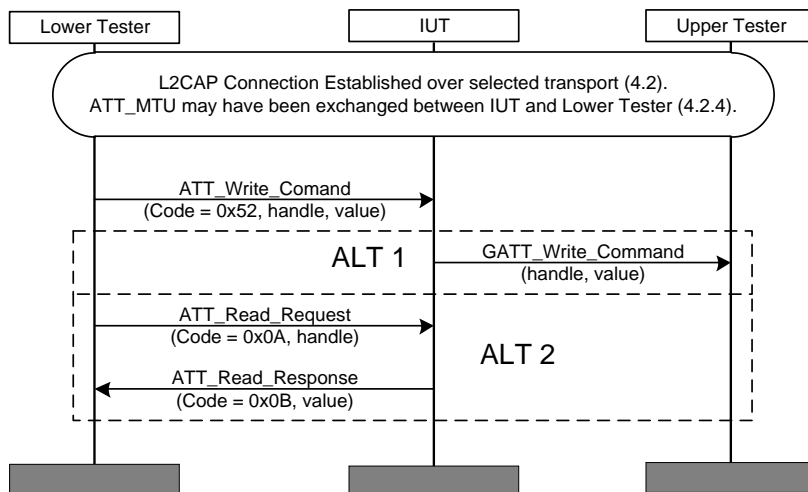 Lower Tester
IUT
Upper Tester
L2CAP Connection Established over selected transport (4.2).
ATT_MTU may have been exchanged between IUT and Lower Tester (4.2.4).
ATT_Write_Comand
(Code = 0x52, handle, value)
ALT 1
GATT_Write_Command
(handle, value)
ATT_Read_Request
(Code = 0x0A, handle)
ALT 2
ATT_Read_Response
(Code = 0x0B, value)